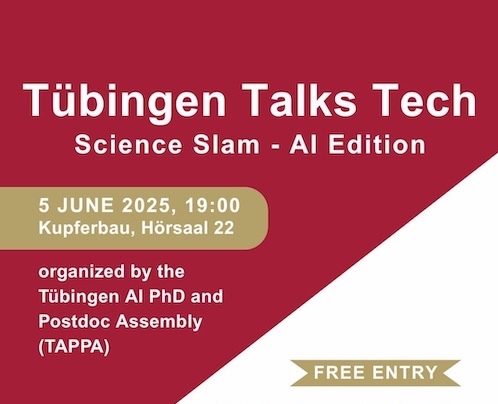 Tübingen Talks Tech
Science Slam - AI Edition
5 JUNE 2025, 19:00
Kupferbau, Hörsaal 22
organized by the
Tübingen AI PhD and
Postdoc Assembly
(TAPPA)
FREE ENTRY